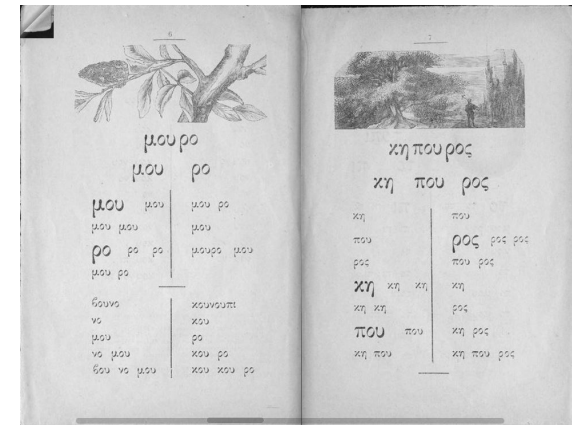 6
μου ρο
μου ρο
μου μου
μου μου
ρο ρο ρο
μου ρο
μου ρο
μου
μουρο μου
ϐουνο
νο
μου
νο μου
ϐου νο μου
κουνουπι
κου
ρο
κου ρο
κου κου ρο
7
κη που ρος
κη που ρος
κη
που
ρος
κη κη κη
κη κη
που που
κη που
που
ρος ρος ρος
που ρος
κη
ρος
κη ρος
κη που ρος